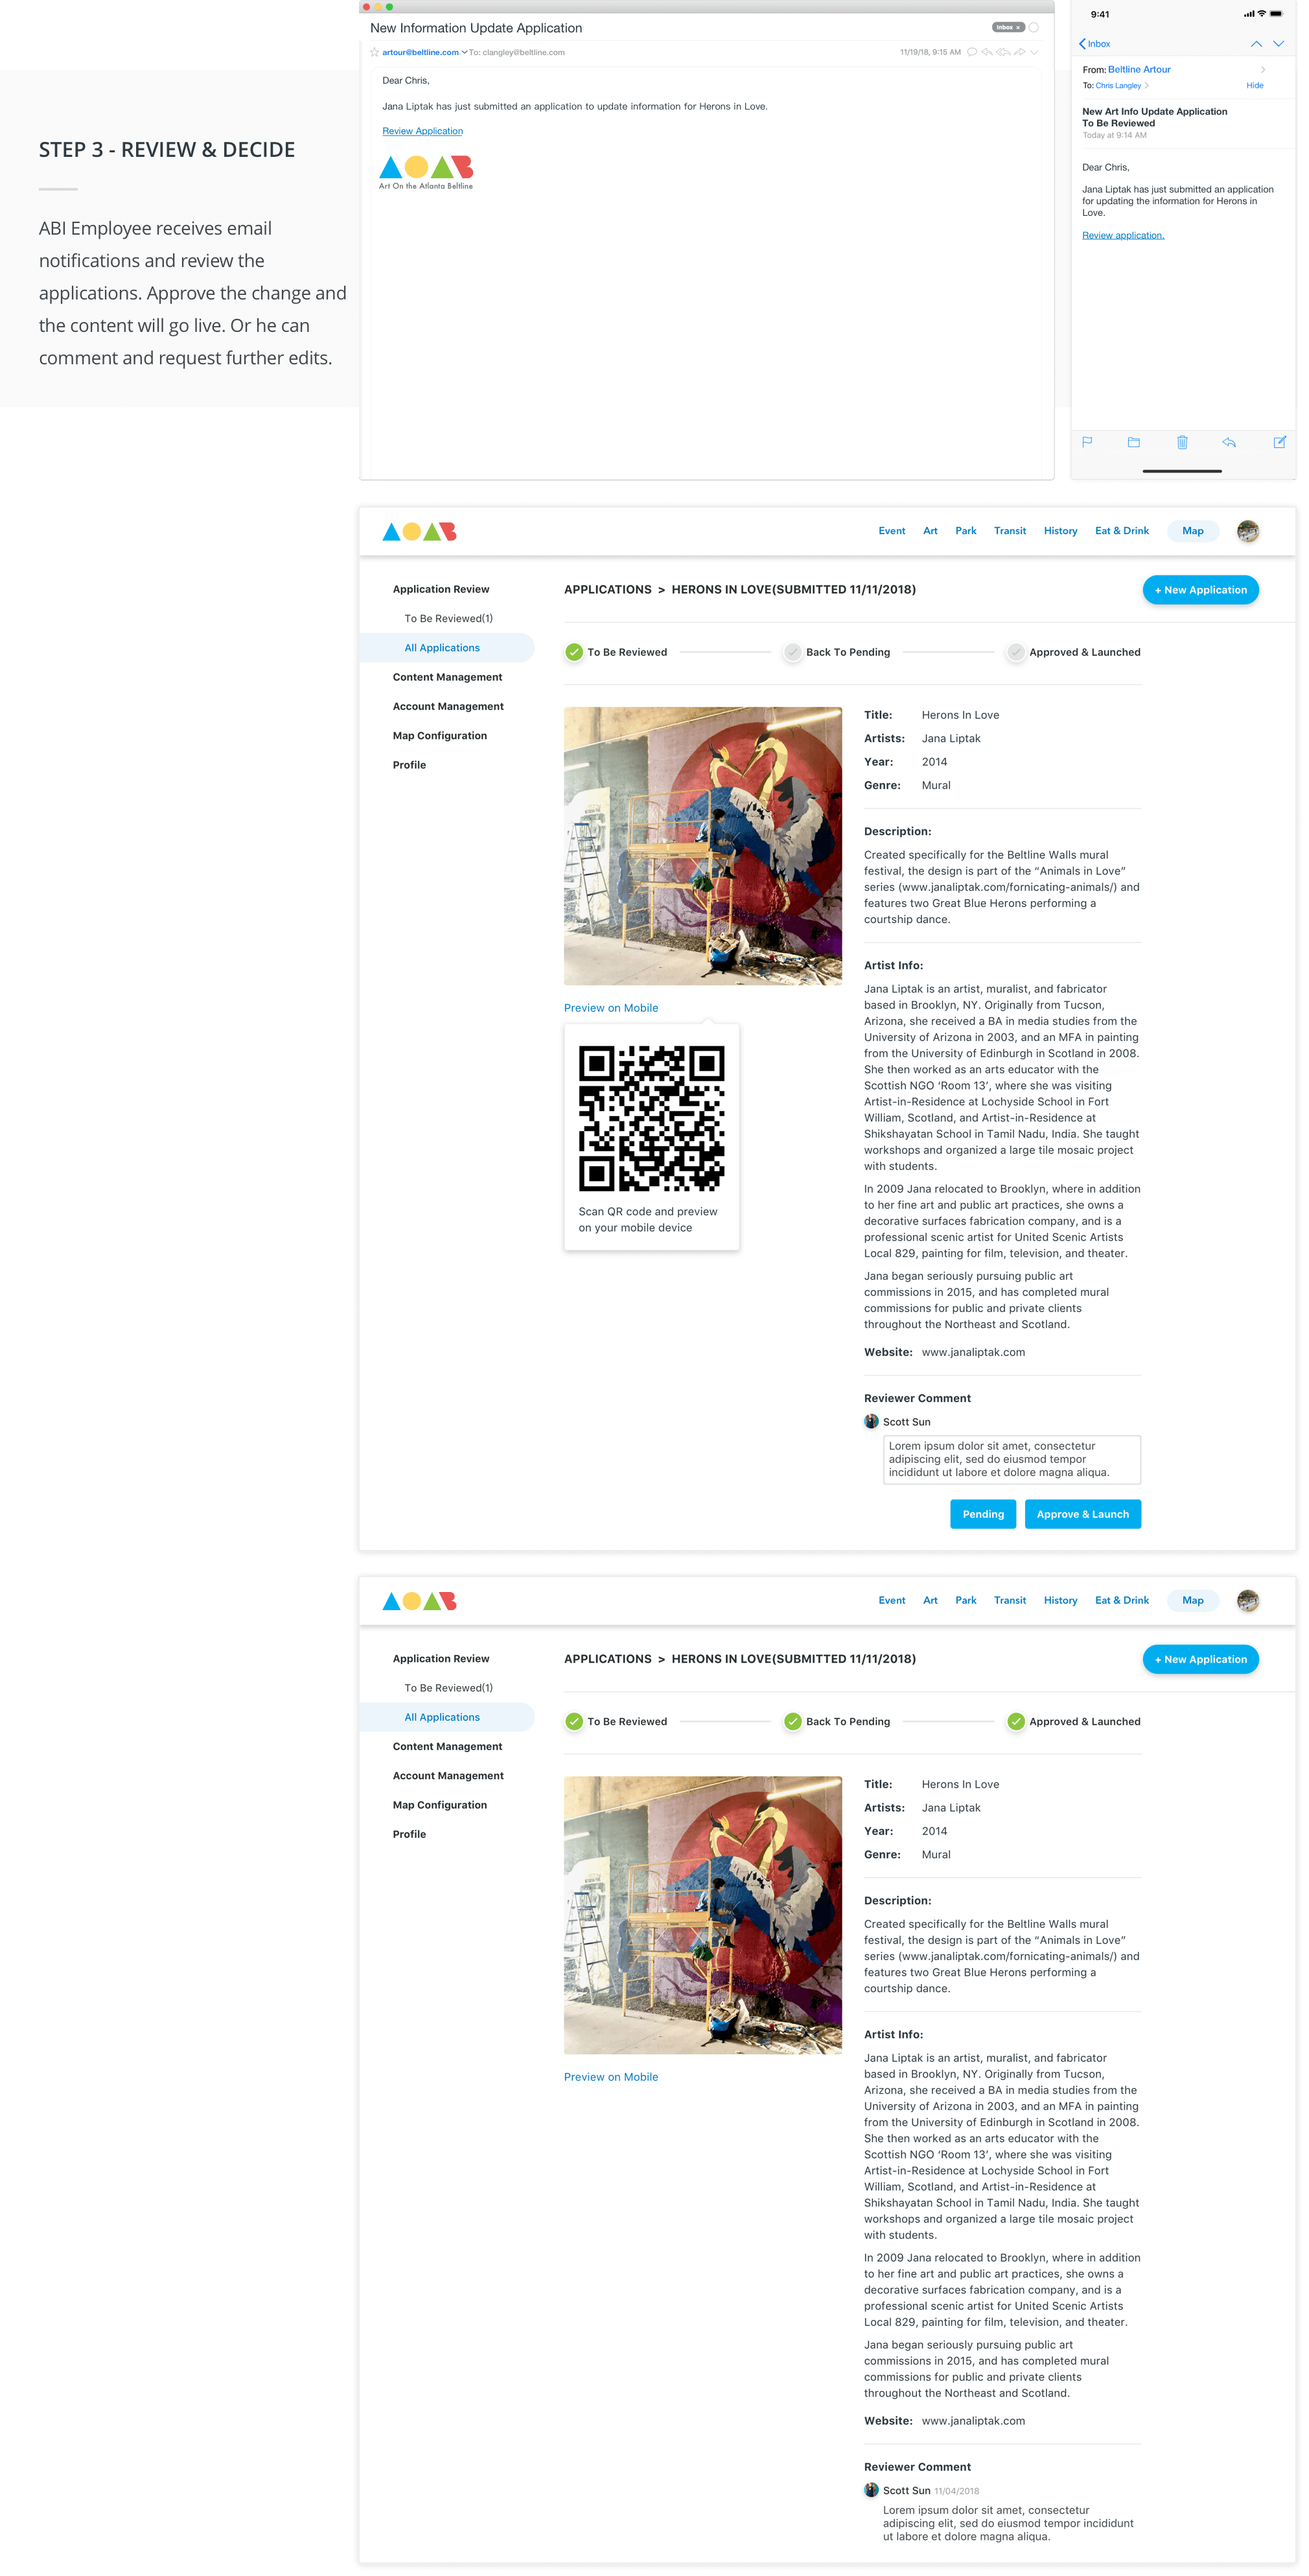 STEP 3 - REVIEW & DECIDE
ABI Employee receives email
notifications and review the
applications. Approve the change and
the content will go live. Or he can
comment and request further edits.
New Information Update Application
Inbox x
artour@beltline.com To: clangley@beltline.com
11/19/18, 9:15 AM
Dear Chris,
Jana Liptak has just submitted an application to update information for Herons in Love.
Review Application
Art On the Atlanta Beltline
9:41
Inbox
From: Beltline Artour
To: Chris Langley
Hide
New Art Info Update Application
To Be Reviewed
Today at 9:14 AM
Dear Chris,
Jana Liptak has just submitted an application
for updating the information for Herons in
Love.
Review application.
Event Art Park Transit History Eat & Drink Map
Application Review
To Be Reviewed(1)
All Applications
Content Management
Account Management
Map Configuration
Profile
APPLICATIONS > HERONS IN LOVE(SUBMITTED 11/11/2018)
+ New Application
To Be Reviewed
Back To Pending
Approved & Launched
Preview on Mobile
Scan QR code and preview
on your mobile device
Title: Herons In Love
Artists: Jana Liptak
Year: 2014
Genre: Mural
Description:
Created specifically for the Beltline Walls mural
festival, the design is part of the “Animals in Love”
series (www.janaliptak.com/fornicating-animals/) and
features two Great Blue Herons performing a
courtship dance.
Artist Info:
Jana Liptak is an artist, muralist, and fabricator
based in Brooklyn, NY. Originally from Tucson,
Arizona, she received a BA in media studies from the
University of Arizona in 2003, and an MFA in painting
from the University of Edinburgh in Scotland in 2008.
She then worked as an arts educator with the
Scottish NGO ‘Room 13’, where she was visiting
Artist-in-Residence at Lochyside School in Fort
William, Scotland, and Artist-in-Residence at
Shikshayatan School in Tamil Nadu, India. She taught
workshops and organized a large tile mosaic project
with students.
In 2009 Jana relocated to Brooklyn, where in addition
to her fine art and public art practices, she owns a
decorative surfaces fabrication company, and is a
professional scenic artist for United Scenic Artists
Local 829, painting for film, television, and theater.
Jana began seriously pursuing public art
commissions in 2015, and has completed mural
commissions for public and private clients
throughout the Northeast and Scotland.
Website: www.janaliptak.com
Reviewer Comment
Scott Sun
Lorem ipsum dolor sit amet, consectetur
adipiscing elit, sed do eiusmod tempor
incididunt ut labore et dolore magna aliqua.
Pending
Approve & Launch
Event Art Park Transit History Eat & Drink Map
Application Review
To Be Reviewed(1)
All Applications
Content Management
Account Management
Map Configuration
Profile
APPLICATIONS > HERONS IN LOVE(SUBMITTED 11/11/2018)
+ New Application
To Be Reviewed
Back To Pending
Approved & Launched
Preview on Mobile
Title: Herons In Love
Artists: Jana Liptak
Year: 2014
Genre: Mural
Description:
Created specifically for the Beltline Walls mural
festival, the design is part of the “Animals in Love”
series (www.janaliptak.com/fornicating-animals/) and
features two Great Blue Herons performing a
courtship dance.
Artist Info:
Jana Liptak is an artist, muralist, and fabricator
based in Brooklyn, NY. Originally from Tucson,
Arizona, she received a BA in media studies from the
University of Arizona in 2003, and an MFA in painting
from the University of Edinburgh in Scotland in 2008.
She then worked as an arts educator with the
Scottish NGO ‘Room 13’, where she was visiting
Artist-in-Residence at Lochyside School in Fort
William, Scotland, and Artist-in-Residence at
Shikshayatan School in Tamil Nadu, India. She taught
workshops and organized a large tile mosaic project
with students.
In 2009 Jana relocated to Brooklyn, where in addition
to her fine art and public art practices, she owns a
decorative surfaces fabrication company, and is a
professional scenic artist for United Scenic Artists
Local 829, painting for film, television, and theater.
Jana began seriously pursuing public art
commissions in 2015, and has completed mural
commissions for public and private clients
throughout the Northeast and Scotland.
Website: www.janaliptak.com
Reviewer Comment
Scott Sun 11/04/2018
Lorem ipsum dolor sit amet, consectetur
adipiscing elit, sed do eiusmod tempor incididunt
ut labore et dolore magna aliqua.